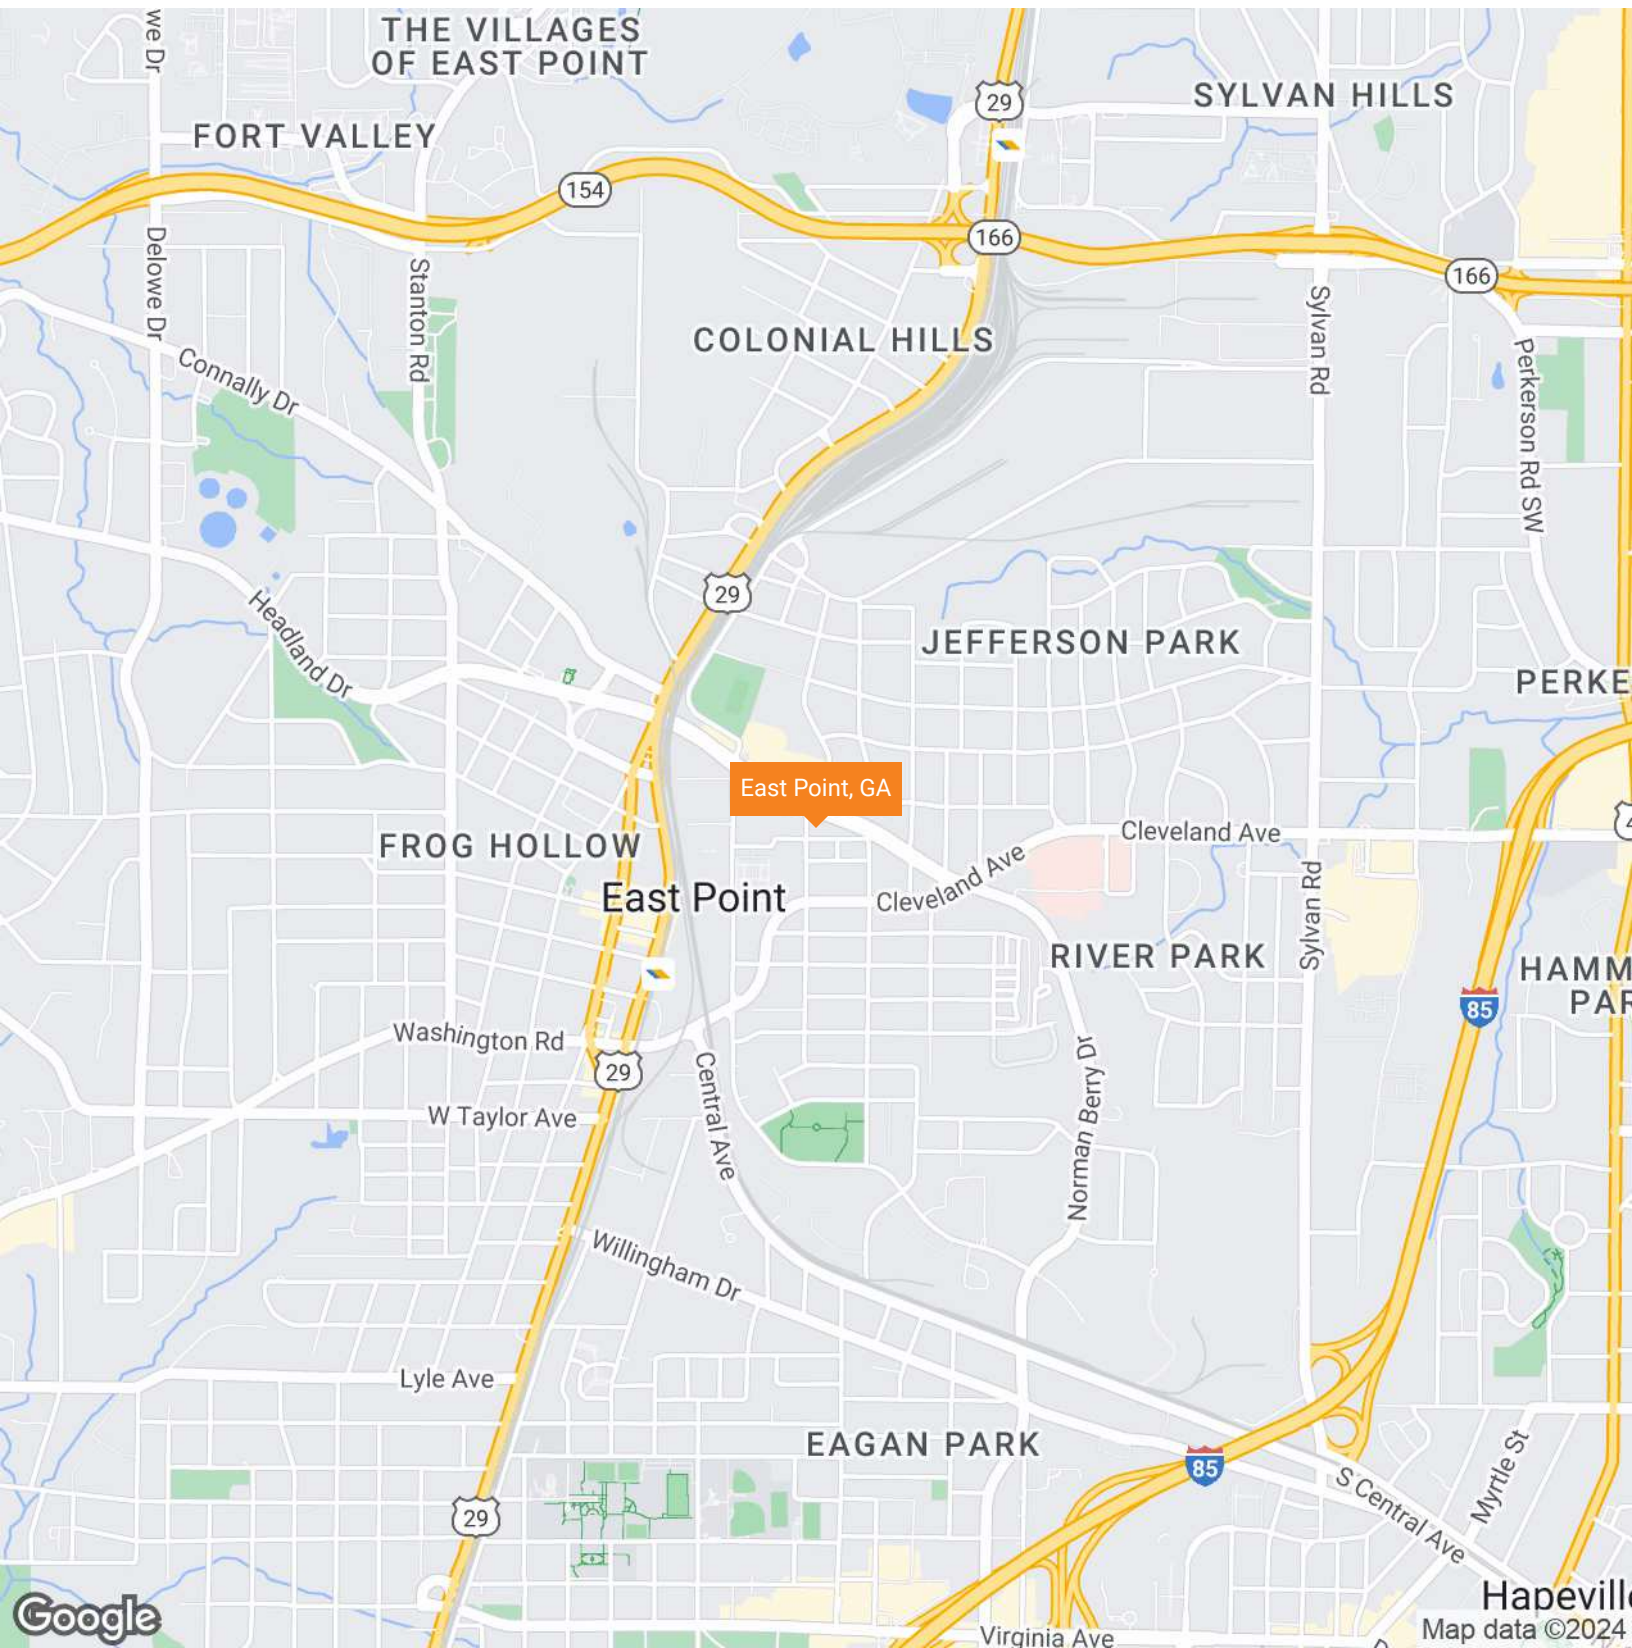 we Dr
THE VILLAGES
OF EAST POINT
29
SYLVAN HILLS
FORT VALLEY
154
166
166
Delowe Dr
Stanton Rd
Sylvan Rd
COLONIAL HILLS
Connally Dr
Perkerson Rd SW
29
Headland Dr
JEFFERSON PARK
PERKE
East Point, GA
4
Cleveland Ave
FROG HOLLOW
Cleveland Ave
East Point
Sylvan Rd
RIVER PARK
HAMM
PAR
85
Washington Rd
29
Central Ave
Norman Berry Dr
W Taylor Ave
Willingham Dr
Lyle Ave
EAGAN PARK
85
S Central Ave
Myrtle St
29
Google
Hapeville
Map data ©2024
Virginia Ave